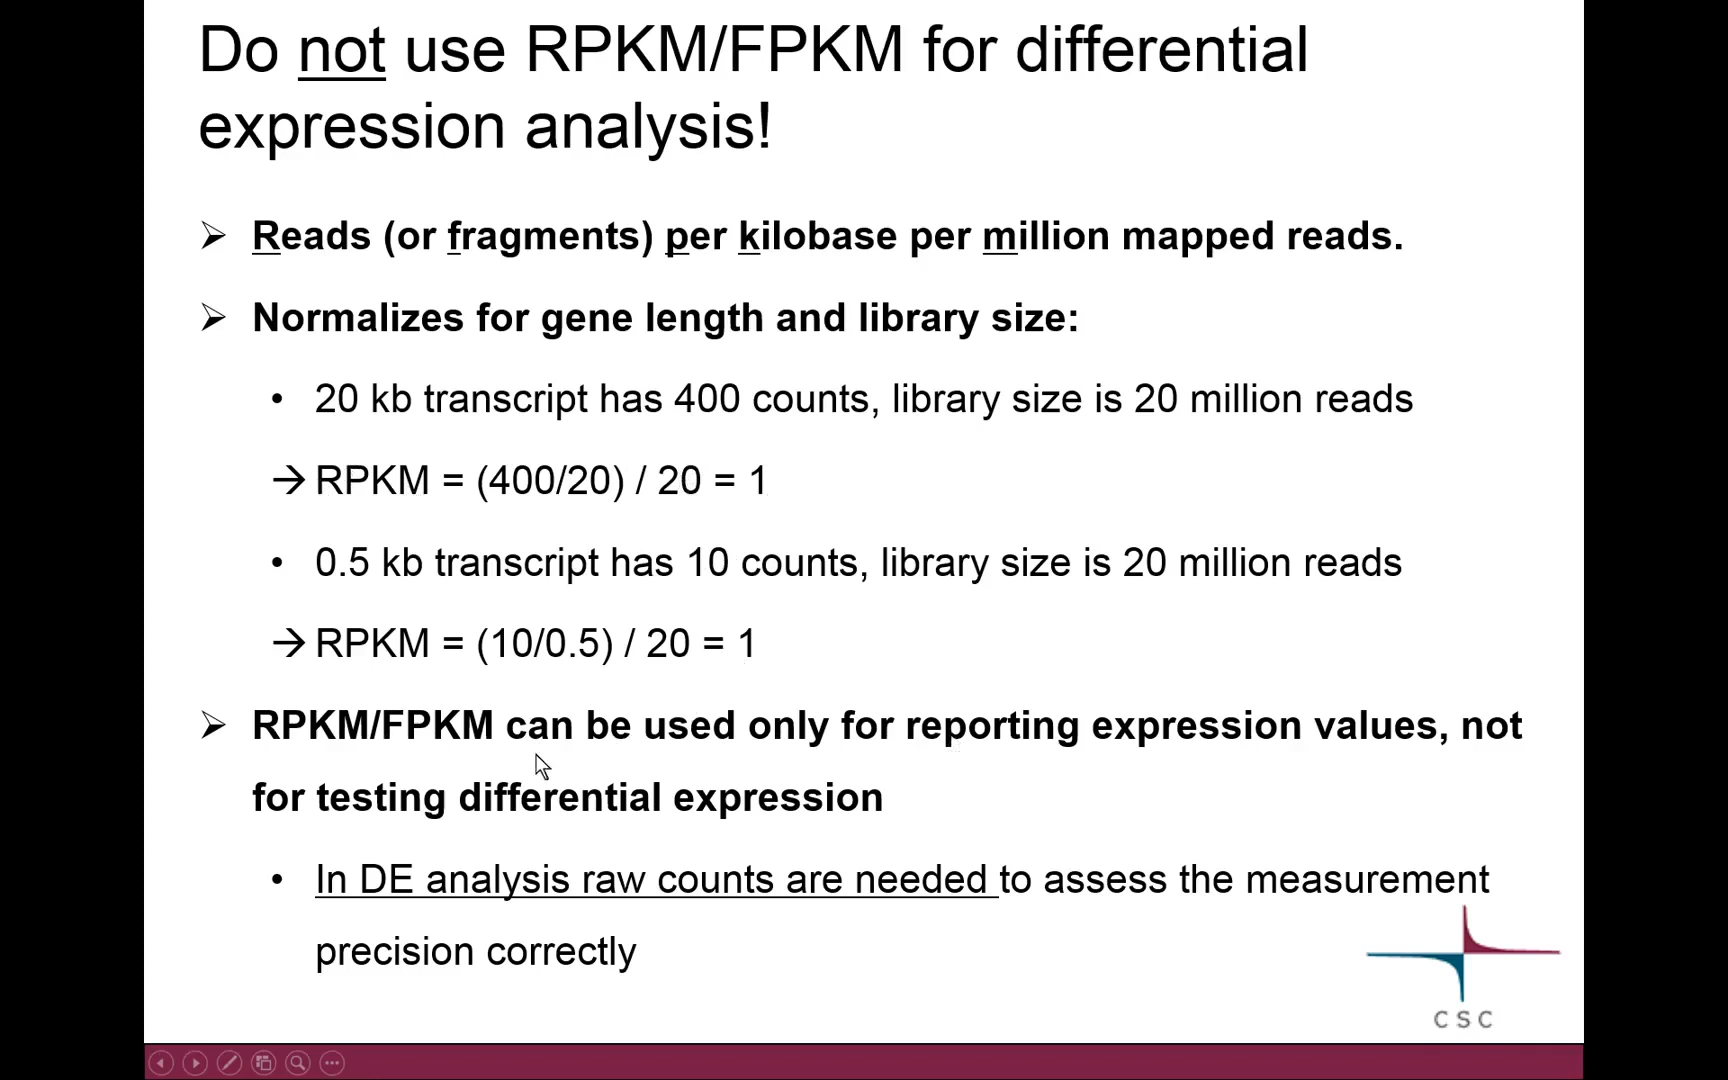 Do not use RPKM/FPKM for differential
expression analysis!
➢ Reads (or fragments) per kilobase per million mapped reads.
➢ Normalizes for gene length and library size:
• 20 kb transcript has 400 counts, library size is 20 million reads
→ RPKM = (400/20) / 20 = 1
• 0.5 kb transcript has 10 counts, library size is 20 million reads
→ RPKM = (10/0.5) / 20 = 1
➢ RPKM/FPKM can be used only for reporting expression values, not
for testing differential expression
• In DE analysis raw counts are needed to assess the measurement
precision correctly
CSC